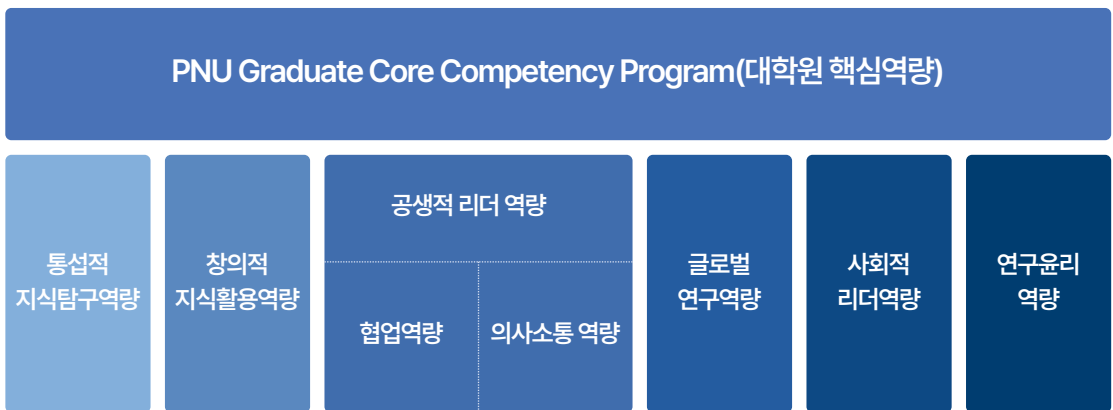 PNU Graduate Core Competency Program(대학원 핵심역량)
통섭적
지식탐구역량
창의적
지식활용역량
공생적 리더 역량
협업역량
의사소통 역량
글로벌
연구역량
사회적
리더역량
연구윤리
역량